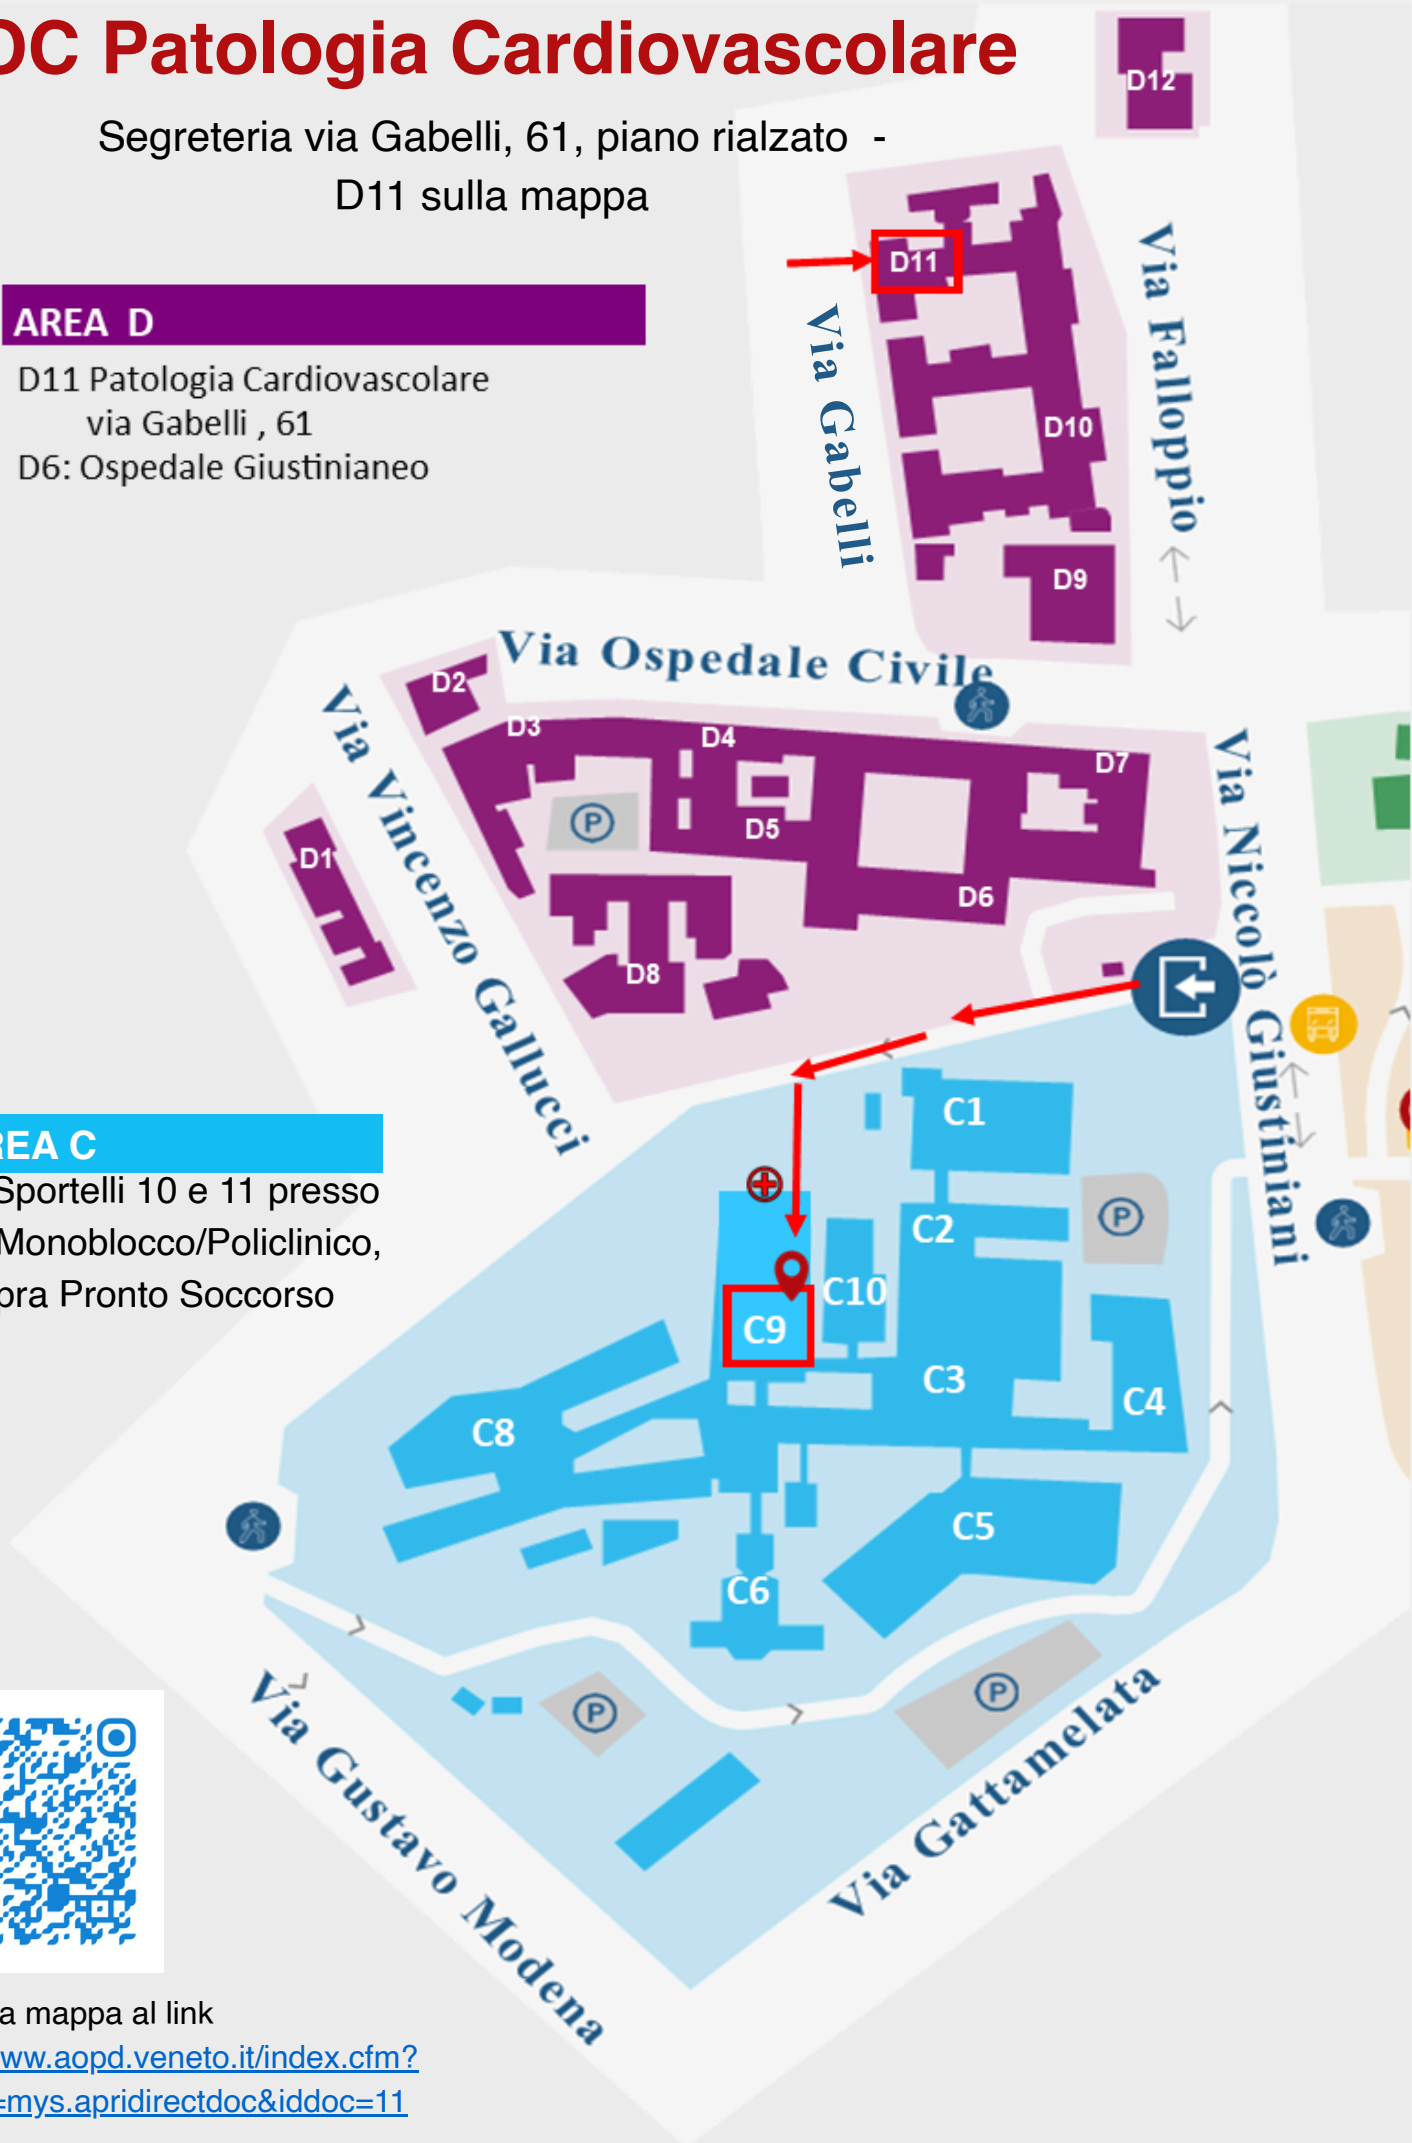 OC Patologia Cardiovascolare
Segreteria via Gabelli, 61, piano rialzato -
D11 sulla mappa
AREA D
D11 Patologia Cardiovascolare
via Gabelli , 61
D6: Ospedale Giustinianeo
D12
D11
D10
D9
Via Gabelli
Via Falloppio
Via Ospedale Civile
D2
D3
D4
D7
P
D5
D1
D6
D8
Via Vincenzo Gallucci
Via Niccolò Giustiniani
REA C
Sportelli 10 e 11 presso
Monoblocco/Policlinico,
pra Pronto Soccorso
C1
C2
P
C10
C9
C3
C4
C8
C5
C6
P
P
Via Gustavo Modena
Via Gattamelata
a mappa al link
ww.aopd.veneto.it/index.cfm?
=mys.apridirectdoc&iddoc=11